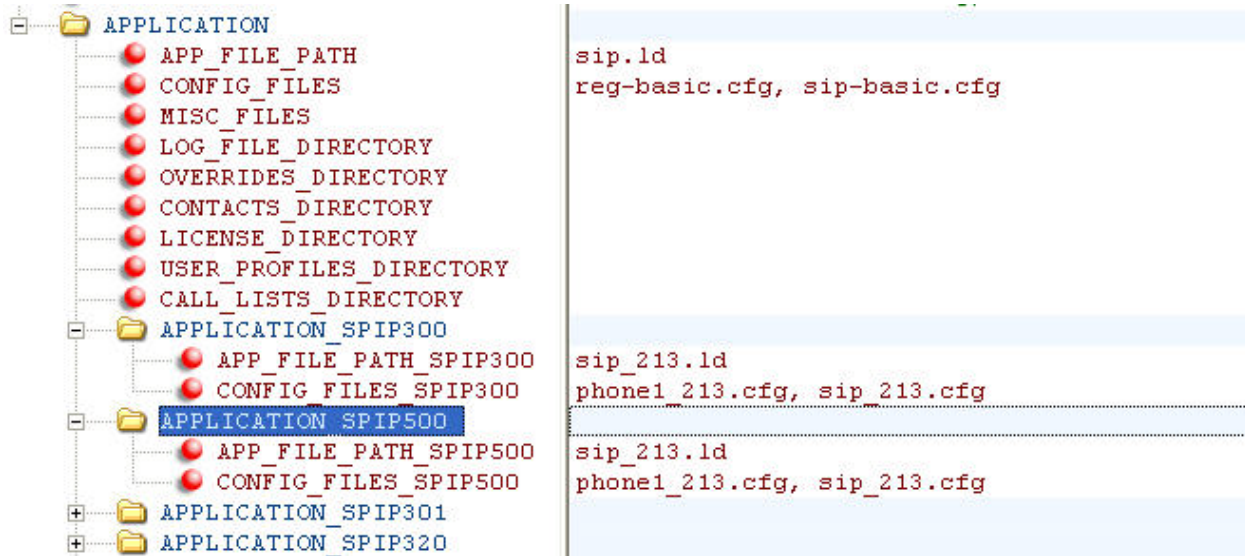 APPLICATION
APP_FILE_PATH sip.ld
CONFIG_FILES reg-basic.cfg, sip-basic.cfg
MISC_FILES
LOG_FILE_DIRECTORY
OVERRIDES_DIRECTORY
CONTACTS_DIRECTORY
LICENSE_DIRECTORY
USER_PROFILES_DIRECTORY
CALL_LISTS_DIRECTORY
APPLICATION_SPIP300
APP_FILE_PATH_SPIP300 sip_213.ld
CONFIG_FILES_SPIP300 phone1_213.cfg, sip_213.cfg
APPLICATION_SPIP500
APP_FILE_PATH_SPIP500 sip_213.ld
CONFIG_FILES_SPIP500 phone1_213.cfg, sip_213.cfg
APPLICATION_SPIP301
APPLICATION_SPIP320